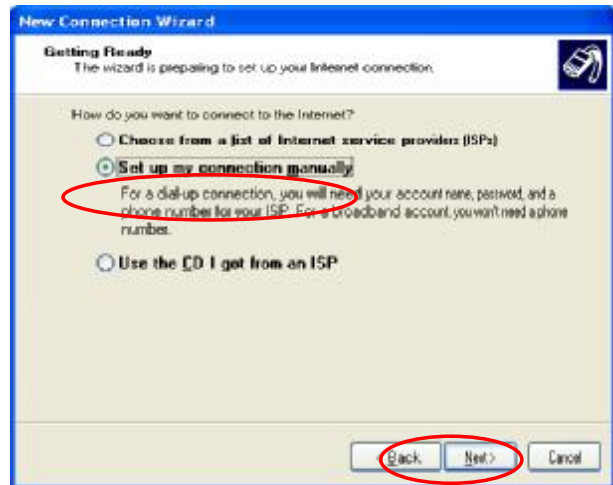 New Connection Wizard
Getting Ready
The wizard is preparing to set up your Internet connection.
How do you want to connect to the Internet?
Choose from a list of Internet service providers (ISPs)
Set up my connection manually
For a dial-up connection, you will need your account name, password, and a
phone number for your ISP. For a broadband account, you won't need a phone
number.
Use the CD I got from an ISP
< Back Next > Cancel